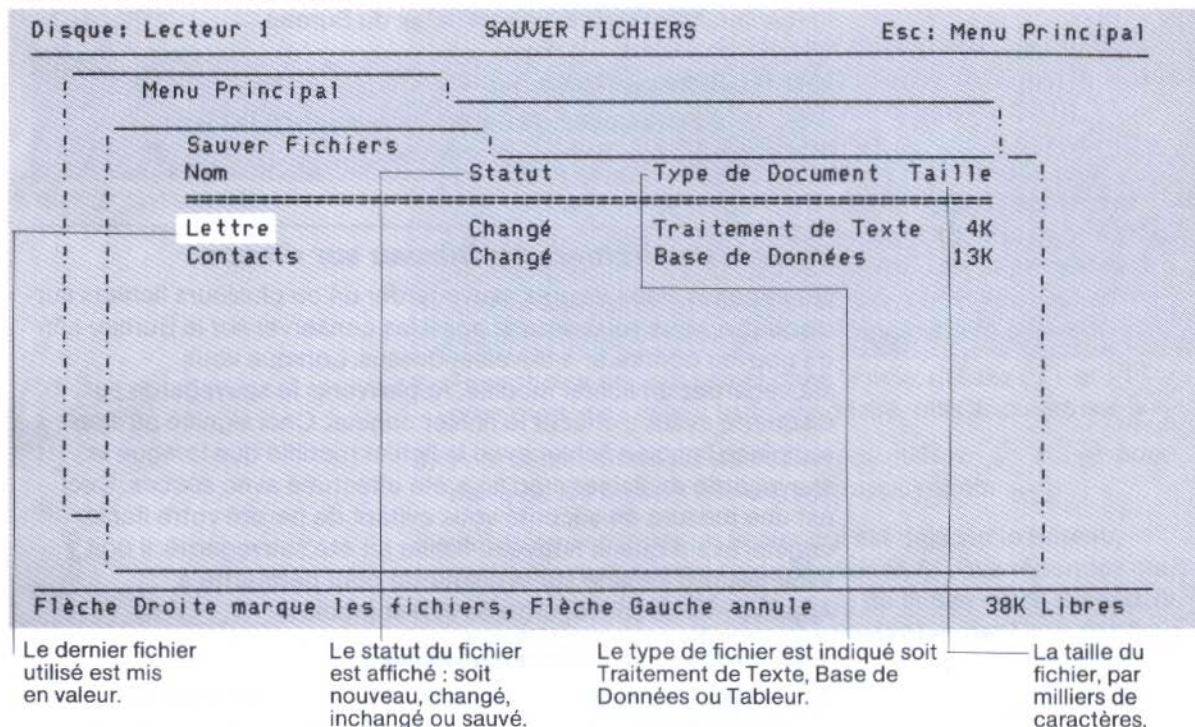 Disque: Lecteur 1 SAUVER FICHIERS Esc: Menu Principal
Menu Principal
Sauver Fichiers
Nom Statut Type de Document Taille
Lettre Changé Traitement de Texte 4K
Contacts Changé Base de Données 13K
Flèche Droite marque les fichiers, Flèche Gauche annule 38K Libres
Le dernier fichier
utilisé est mis
en valeur.
Le statut du fichier
est affiché : soit
nouveau, changé,
inchangé ou sauvé.
Le type de fichier est indiqué soit
Traitement de Texte, Base de
Données ou Tableur.
La taille du
fichier, par
milliers de
caractères.